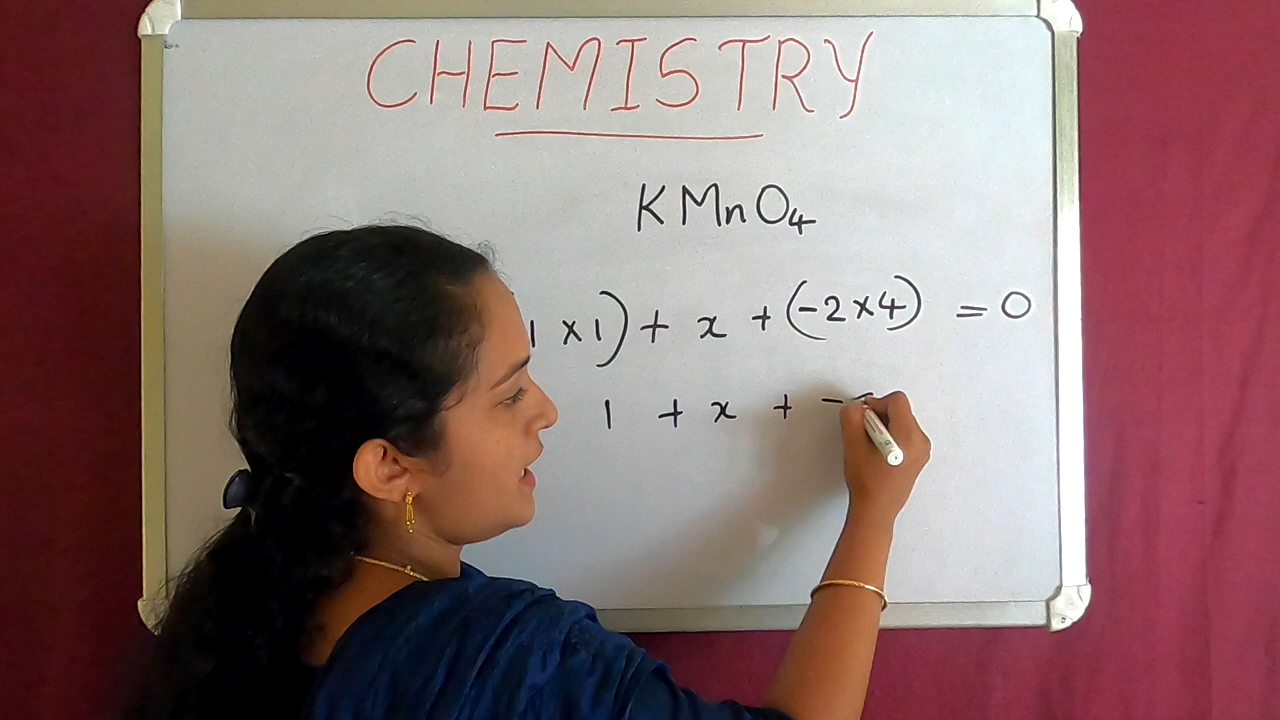 CHEMISTRY
KMnO₄
1 × 1) + x + (-2 × 4) = 0
1 + x + -